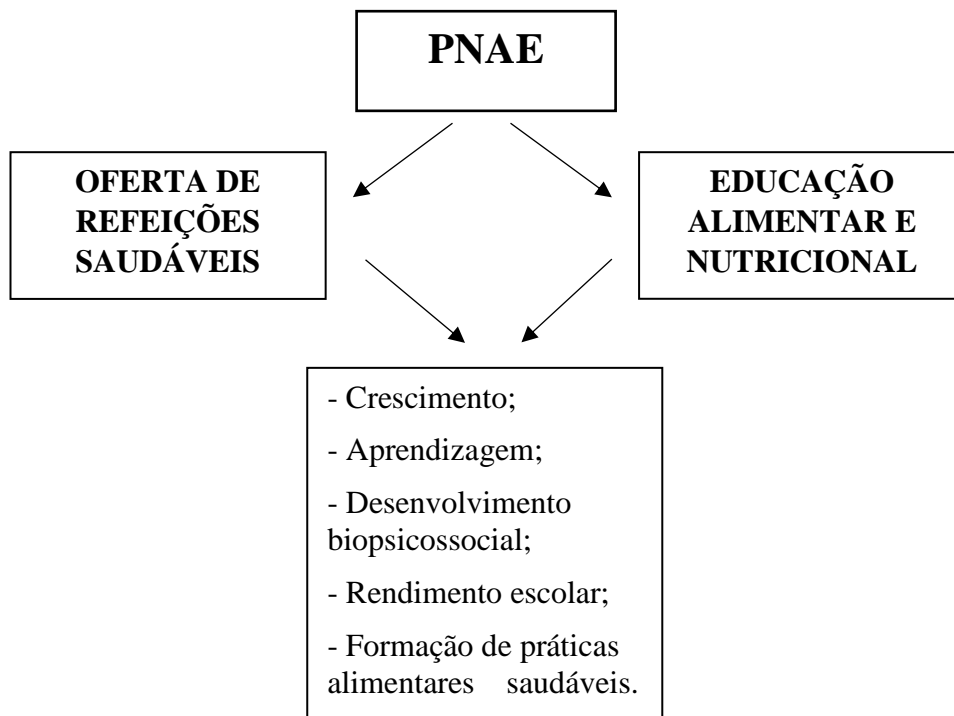 PNAE
OFERTA DE
REFEIÇÕES
SAUDÁVEIS
EDUCAÇÃO
ALIMENTAR E
NUTRICIONAL
- Crescimento;
- Aprendizagem;
- Desenvolvimento
biopsicossocial;
- Rendimento escolar;
- Formação de práticas
alimentares saudáveis.